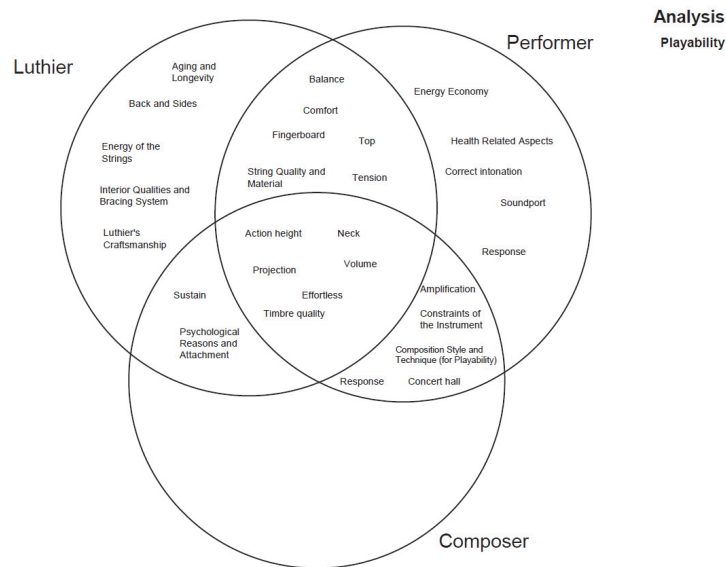 Analysis
Playability
Performer
Luthier
Aging and
Longevity
Back and Sides
Energy of the
Strings
Interior Qualities and
Bracing System
Luthier's
Craftsmanship
Balance
Comfort
Fingerboard
Top
String Quality and
Material
Tension
Energy Economy
Health Related Aspects
Correct intonation
Soundport
Response
Action height
Neck
Projection
Volume
Effortless
Timbre quality
Sustain
Psychological
Reasons and
Attachment
Amplification
Constraints of
the Instrument
Composition Style and
Technique (for Playability)
Response
Concert hall
Composer